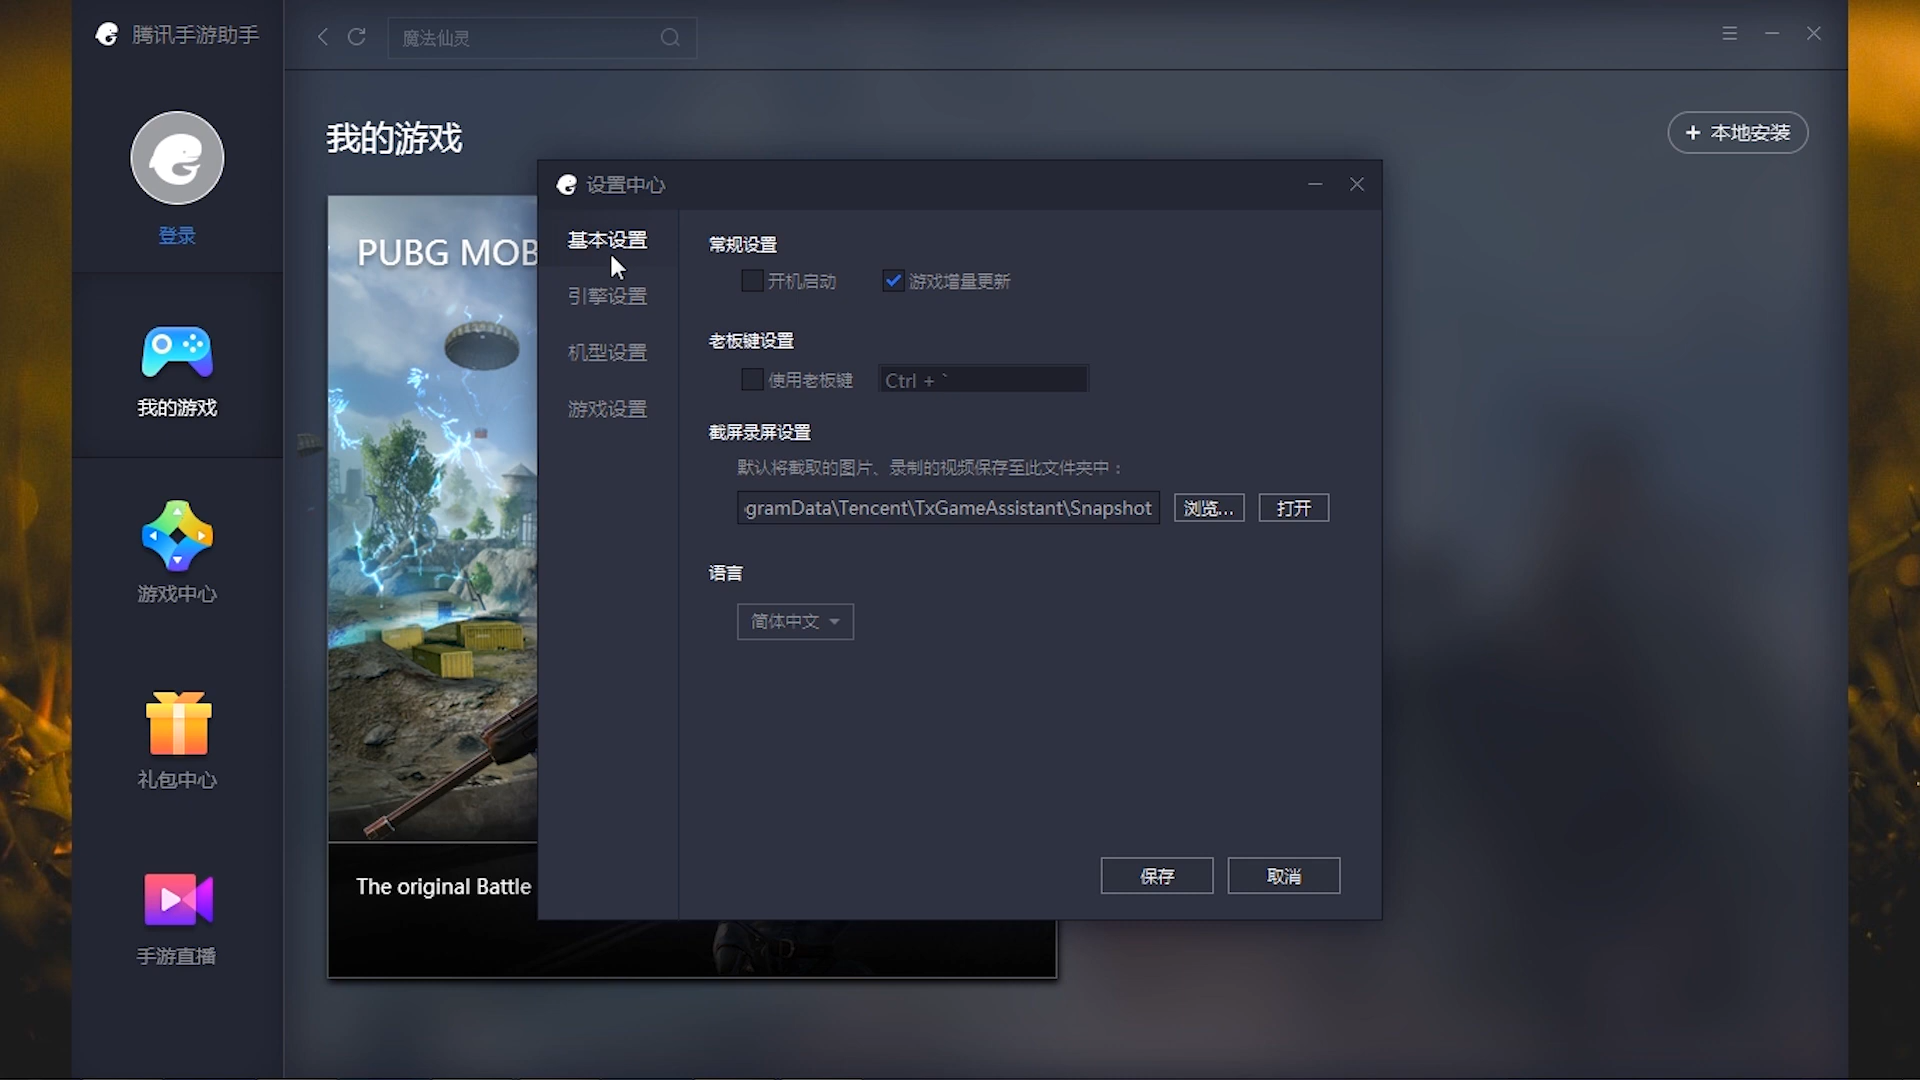 腾讯手游助手
魔法仙灵
登录
我的游戏
游戏中心
礼包中心
手游直播
我的游戏
+ 本地安装
PUBG MOB
The original Battle
设置中心
基本设置
引擎设置
机型设置
游戏设置
常规设置
开机启动 游戏增量更新
老板键设置
使用老板键 Ctrl + `
截屏录屏设置
默认将截取的图片、录制的视频保存至此文件夹中：
gramData\Tencent\TxGameAssistant\Snapshot 浏览... 打开
语言
简体中文
保存 取消